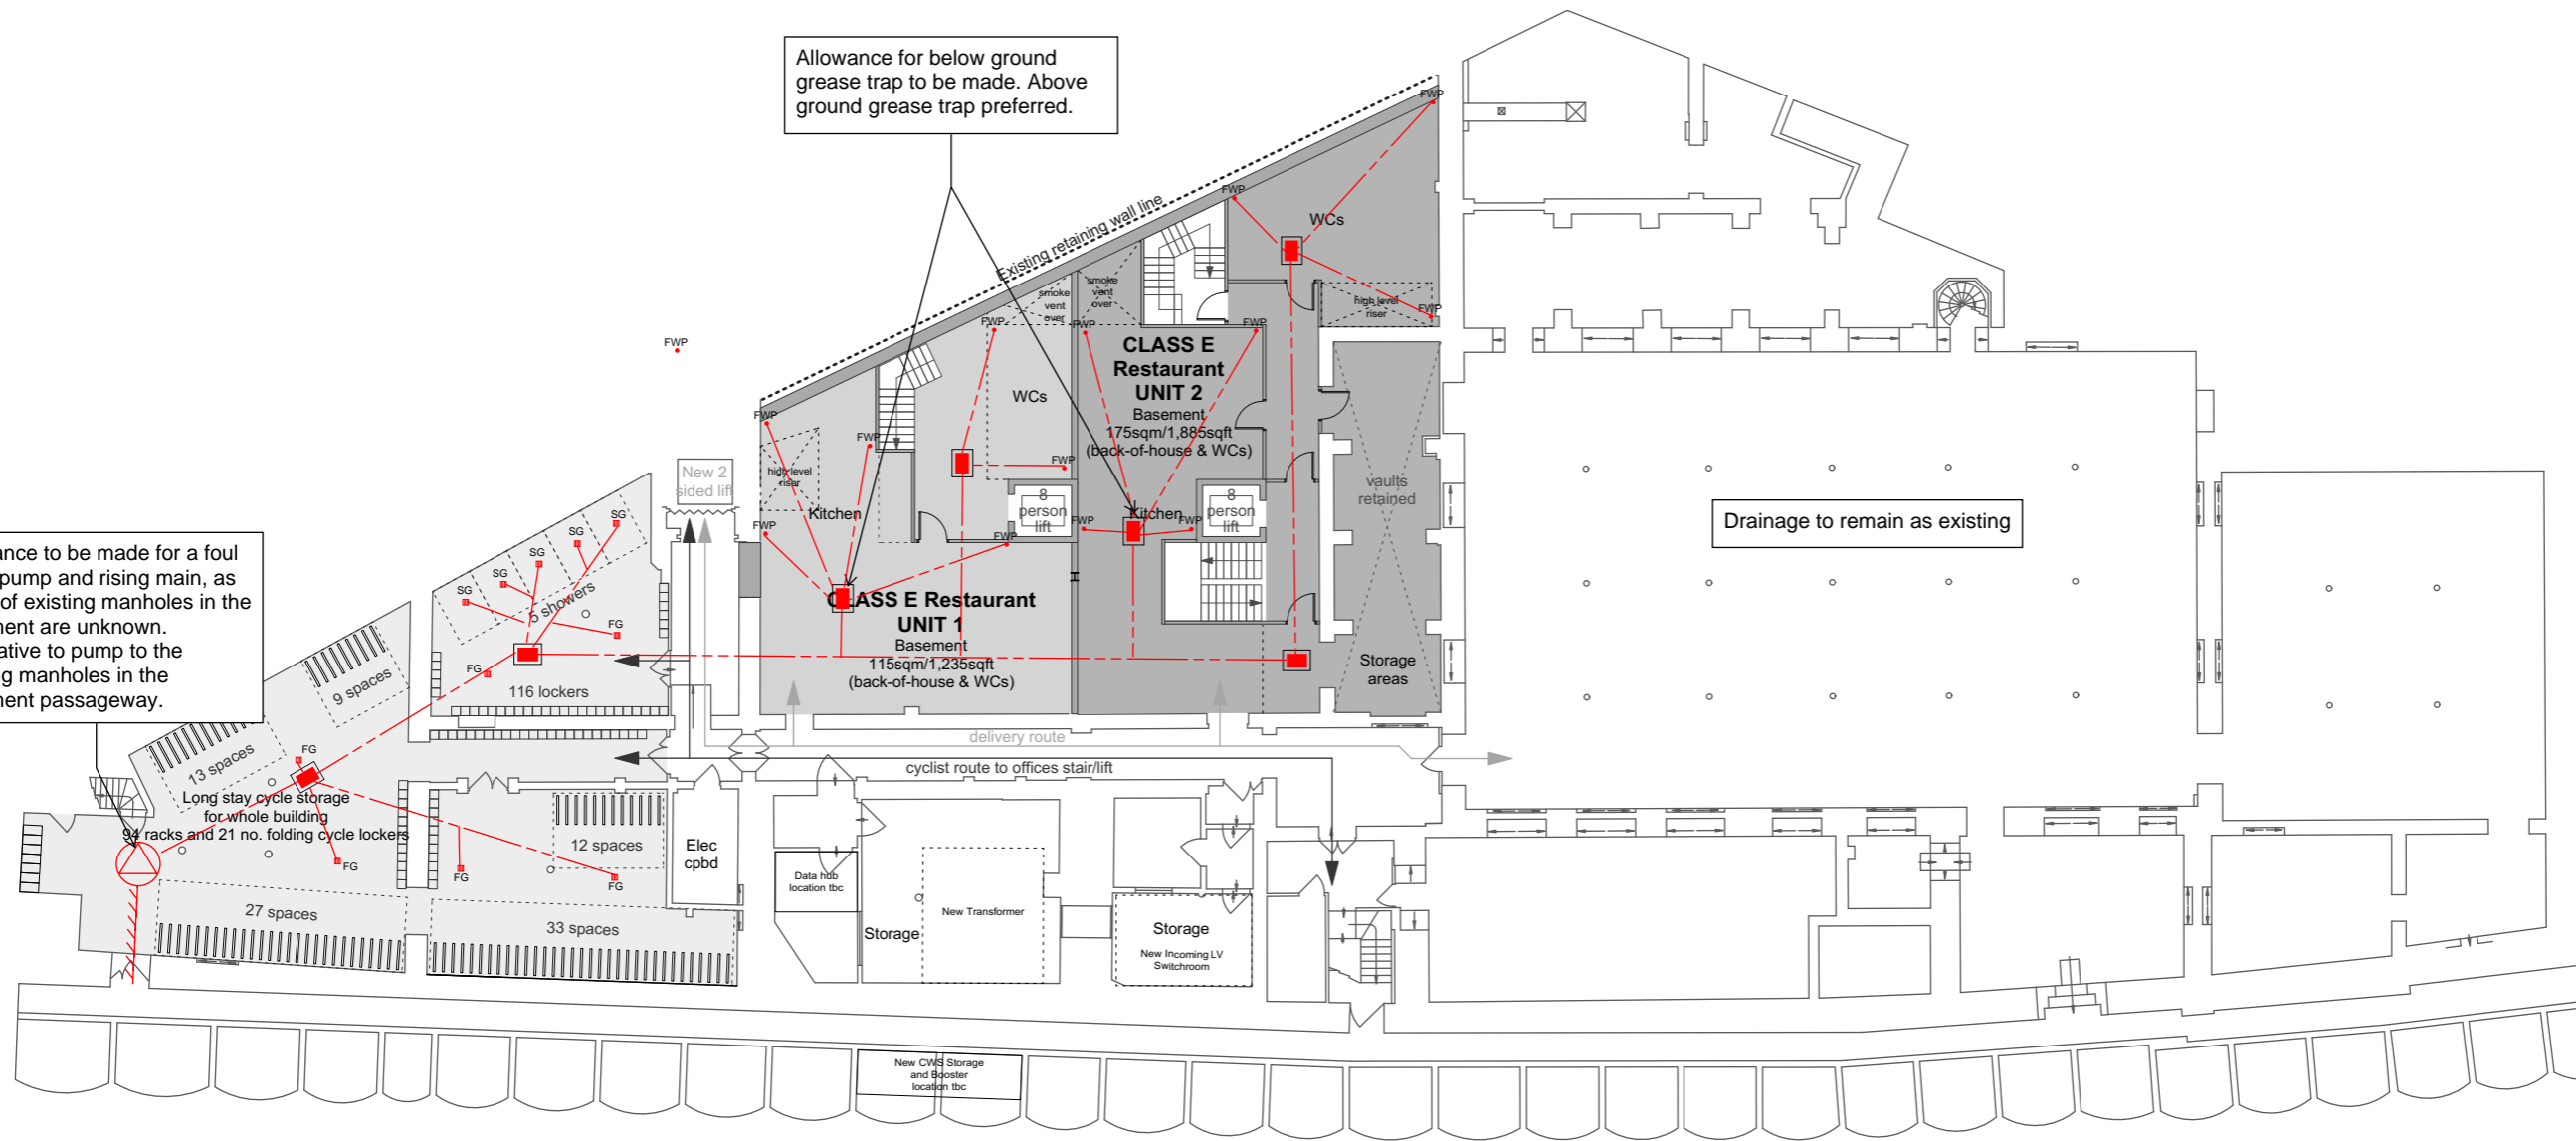 Allowance for below ground
grease trap to be made. Above
ground grease trap preferred.
FWP
Existing retaining wall line
FWP
WCs
smoke
vent
over
smoke
vent
over
high level
riser
FWP
FWP
FWP
FWP
FWP
CLASS E
Restaurant
UNIT 2
Basement
175sqm/1,885sqft
(back-of-house & WCs)
WCs
FWP
FWP
FWP
high level
riser
New 2
sided lift
vaults
retained
8
person
lift
8
person
lift
Kitchen
Kitchen
FWP
FWP
FWP
FWP
Drainage to remain as existing
SG
SG
SG
SG
SG
5 showers
FG
FG
116 lockers
ance to be made for a foul
pump and rising main, as
of existing manholes in the
ment are unknown.
ative to pump to the
g manholes in the
ment passageway.
CLASS E Restaurant
UNIT 1
Basement
115sqm/1,235sqft
(back-of-house & WCs)
Storage
areas
9 spaces
13 spaces
FG
delivery route
cyclist route to offices stair/lift
Long stay cycle storage
for whole building
94 racks and 21 no. folding cycle lockers
FG
FG
FG
12 spaces
Elec
cpbd
Data hub
location tbc
27 spaces
33 spaces
Storage
New Transformer
Storage
New Incoming LV
Switchroom
New CWS Storage
and Booster
location tbc